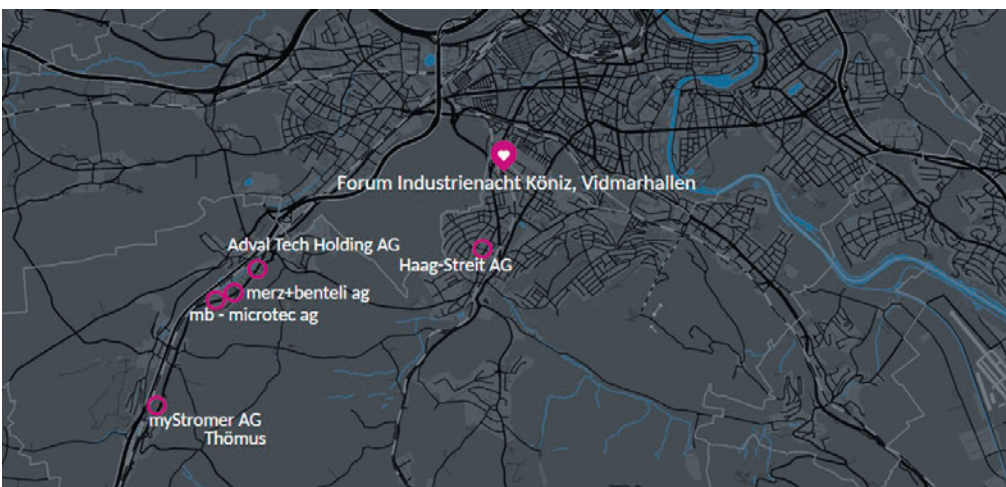 Forum Industrienacht Köniz, Vidmarhallen
Adval Tech Holding AG
Haag-Streit AG
merz+benteli ag
mb - microtec ag
myStromer AG
Thömus